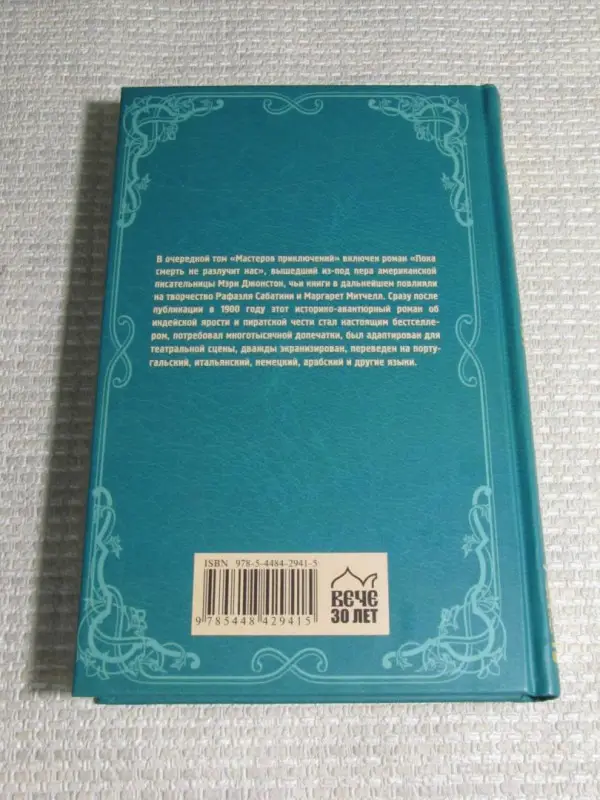 В очередной том «Мастеров приключений» включен роман «Пока
смерть не разлучит нас», вышедший из-под пера американской
писательницы Мэри Джонстон, чьи книги в дальнейшем повлияли
на творчество Рафаэля Сабатини и Маргарет Митчелл. Сразу после
публикации в 1900 году этот историко-авантюрный роман об
индейской ярости и пиратской чести стал настоящим бестселле-
ром, потребовал многотысячной допечатки, был адаптирован для
театральной сцены, дважды экранизирован, переведен на порту-
гальский, итальянский, немецкий, арабский и другие языки.
ISBN 978-5-4484-2941-5
9 785448 429415
ВЕЧЕ
30 ЛЕТ